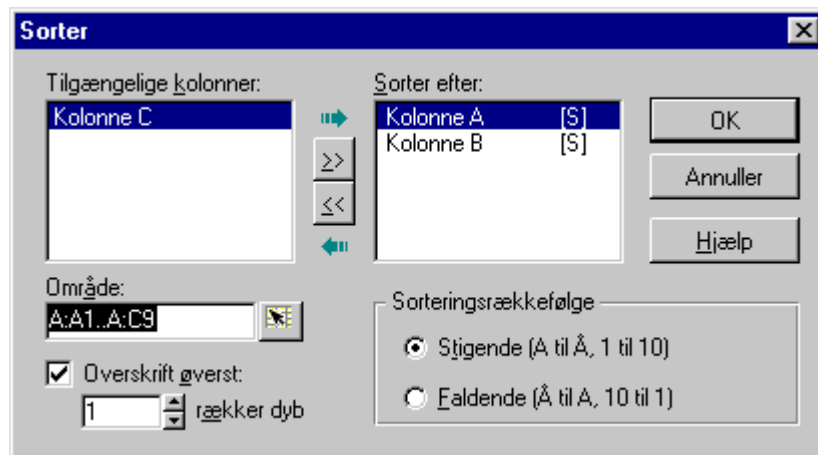 Sorter
Tilgængelige kolonner:
Kolonne C
>>
<<
Sorter efter:
Kolonne A [S]
Kolonne B [S]
OK
Annuller
Hjælp
Område:
A:A1..A:C9
Overskrift øverst:
1 rækker dyb
Sorteringsrækkefølge
Stigende (A til Å, 1 til 10)
Faldende (Å til A, 10 til 1)